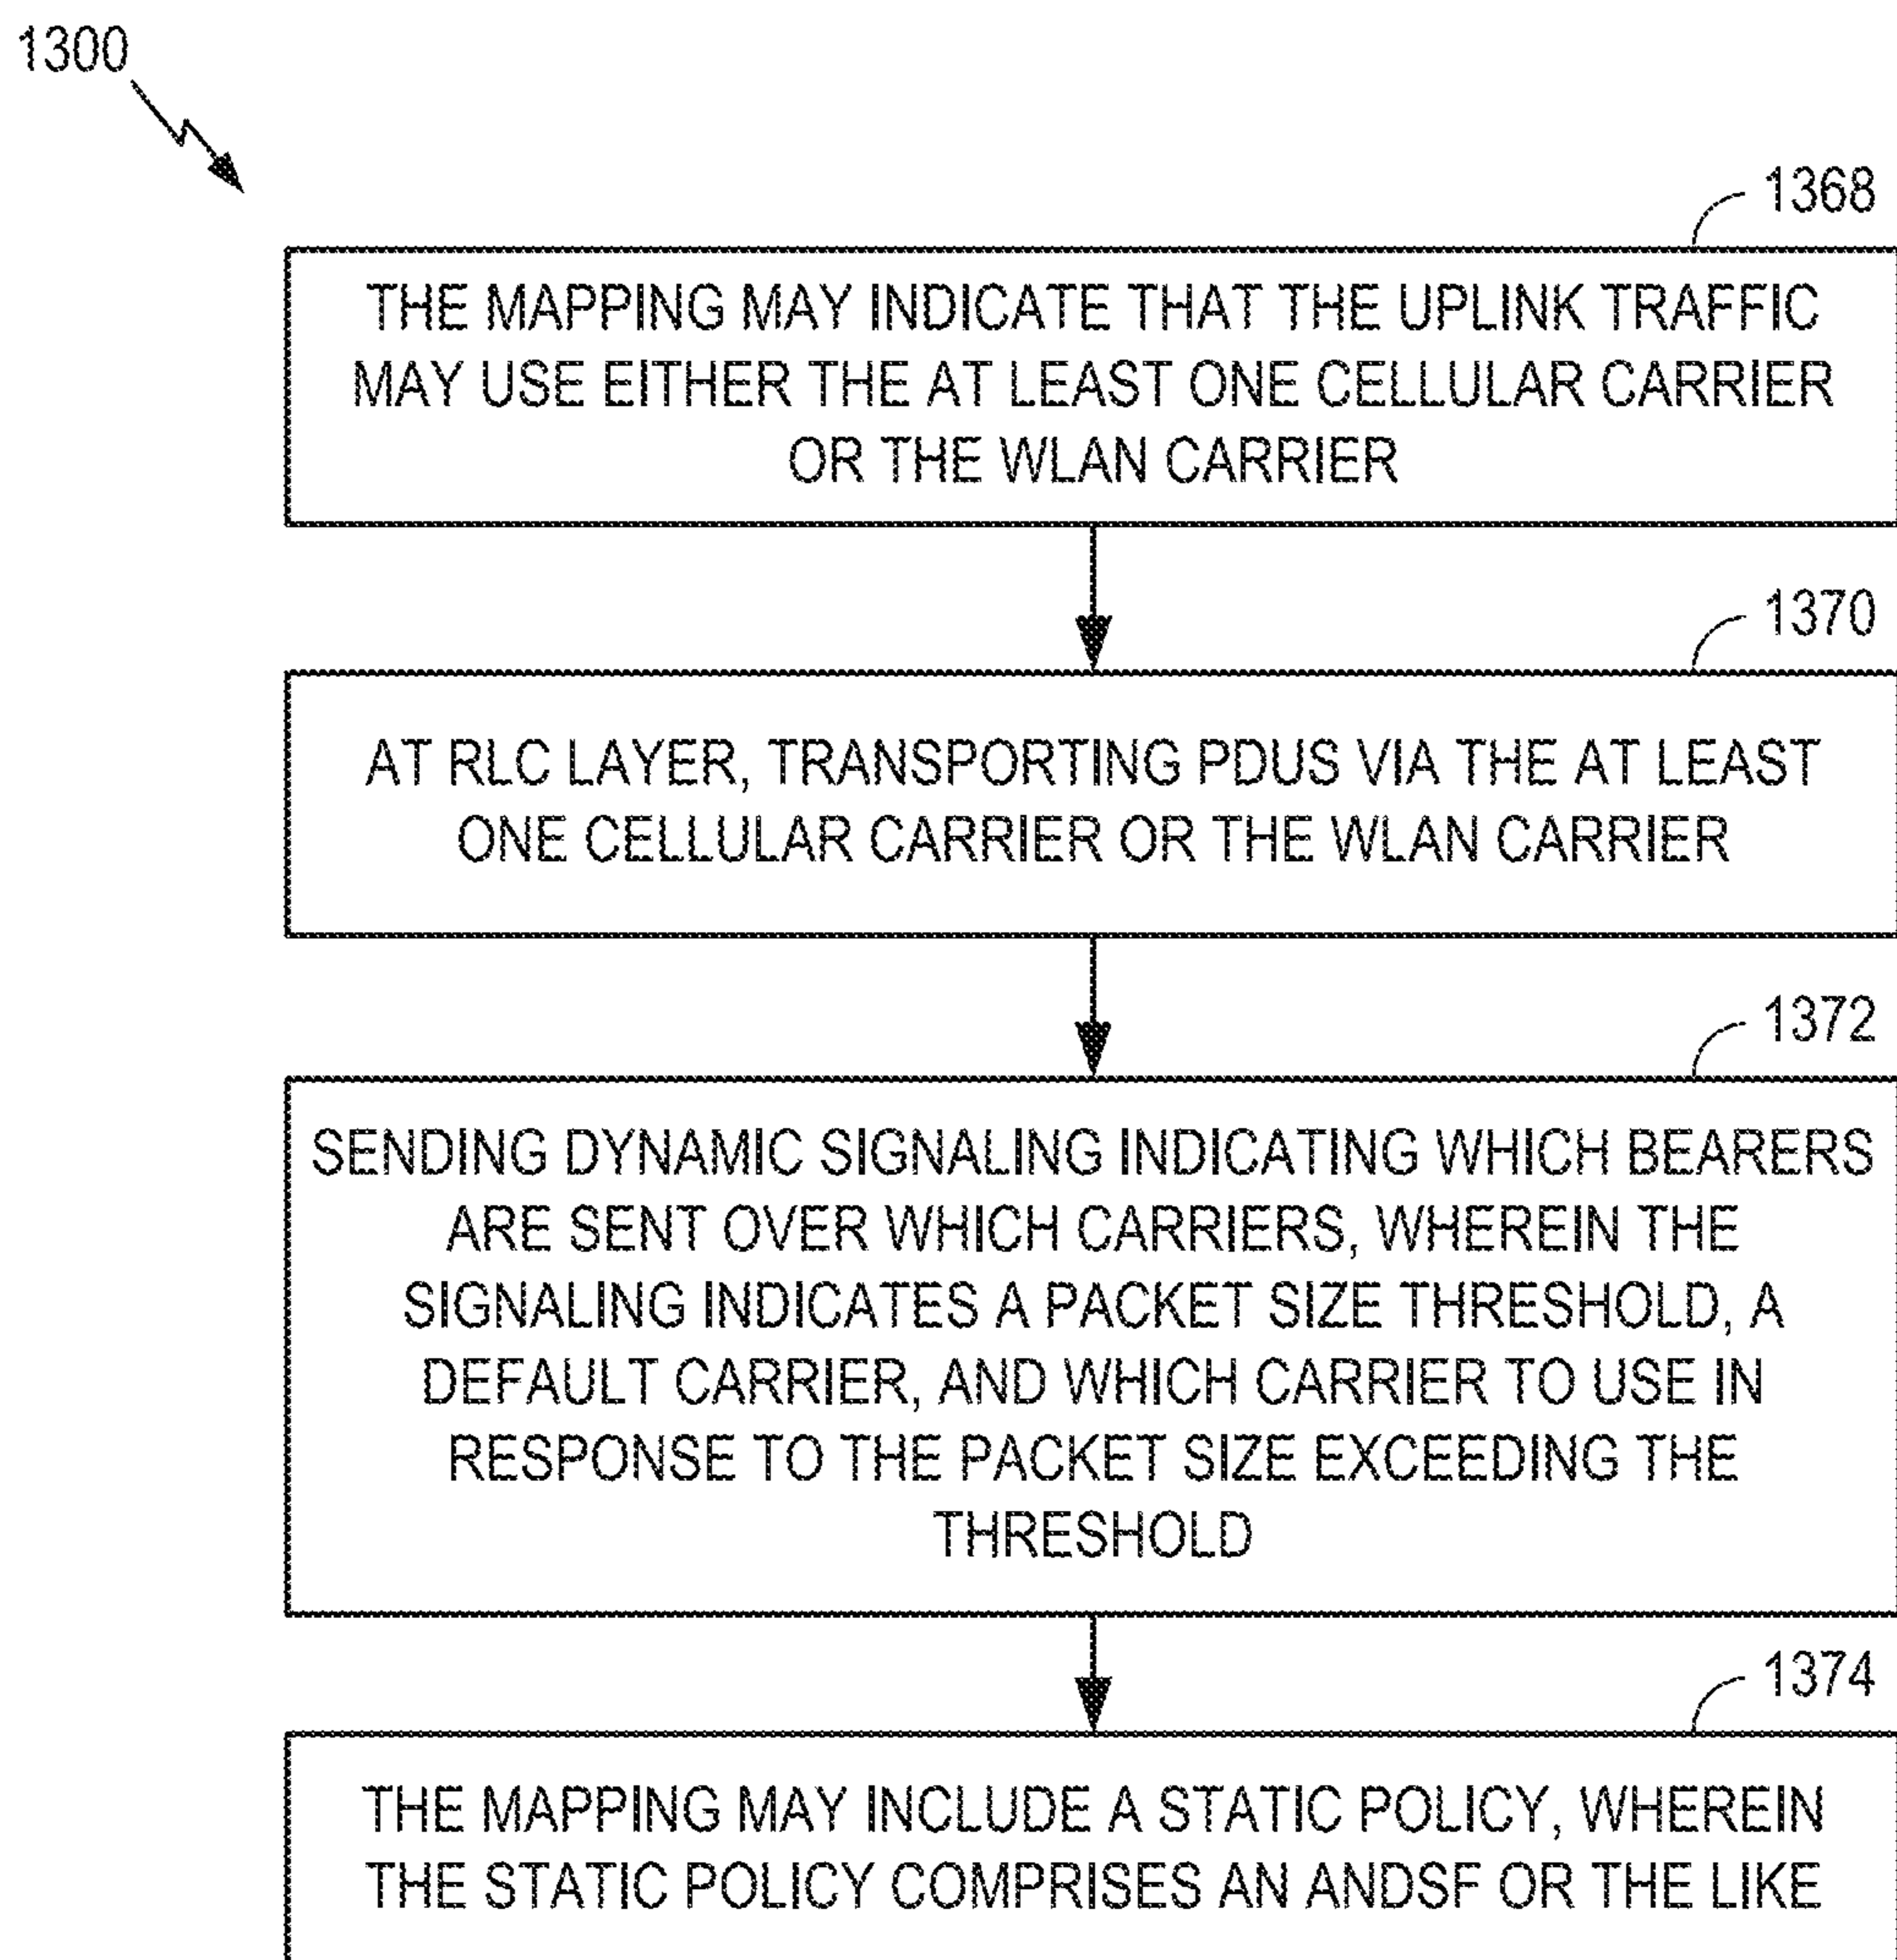 1300
1368
THE MAPPING MAY INDICATE THAT THE UPLINK TRAFFIC
MAY USE EITHER THE AT LEAST ONE CELLULAR CARRIER
OR THE WLAN CARRIER
1370
AT RLC LAYER, TRANSPORTING PDUS VIA THE AT LEAST
ONE CELLULAR CARRIER OR THE WLAN CARRIER
1372
SENDING DYNAMIC SIGNALING INDICATING WHICH BEARERS
ARE SENT OVER WHICH CARRIERS, WHEREIN THE
SIGNALING INDICATES A PACKET SIZE THRESHOLD, A
DEFAULT CARRIER, AND WHICH CARRIER TO USE IN
RESPONSE TO THE PACKET SIZE EXCEEDING THE
THRESHOLD
1374
THE MAPPING MAY INCLUDE A STATIC POLICY, WHEREIN
THE STATIC POLICY COMPRISES AN ANDSF OR THE LIKE